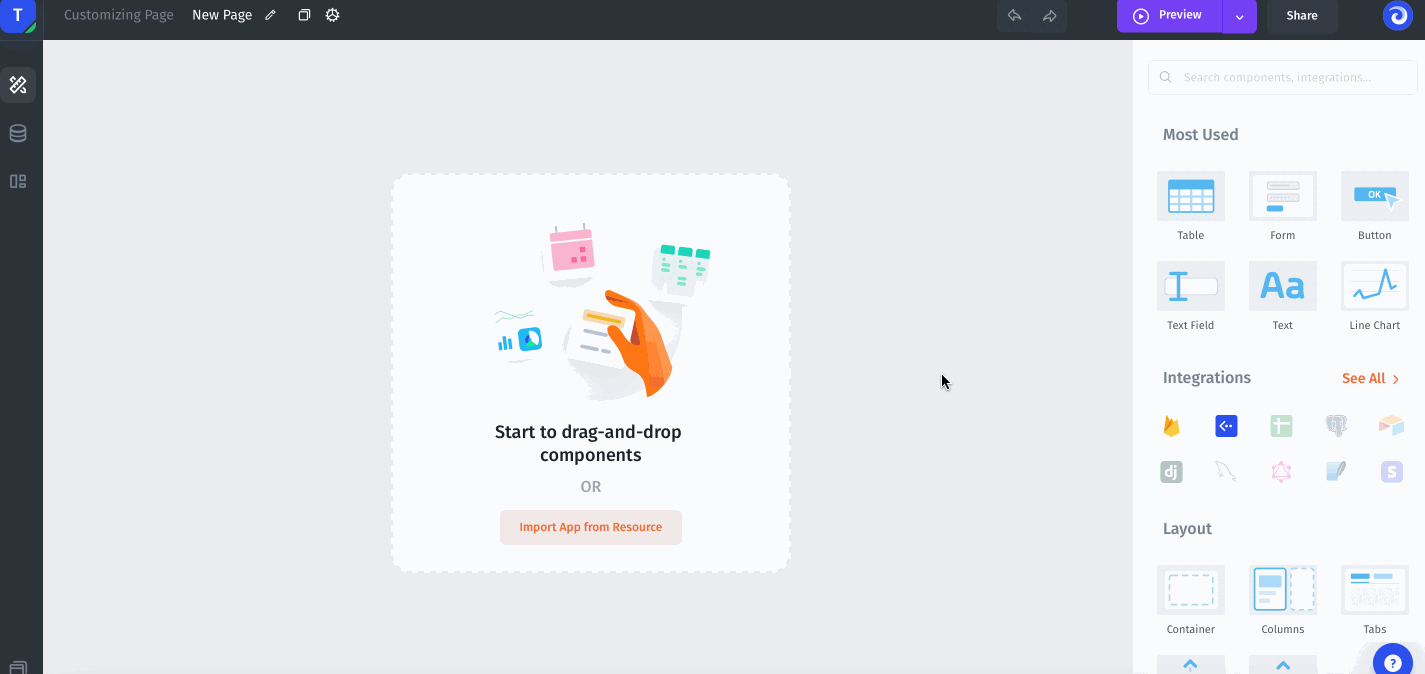 T
Customizing Page
New Page
Preview
Share
Search components, integrations...
Most Used
OK
Table
Form
Button
Aa
Text Field
Text
Line Chart
Integrations
See All
dj
S
Layout
Container
Columns
Tabs
Start to drag-and-drop
components
OR
Import App from Resource
?